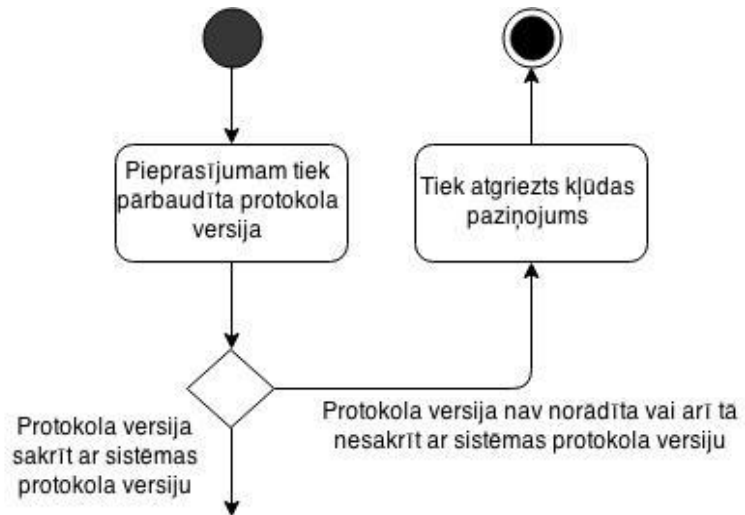 Pieprasījumam tiek
pārbaudīta protokola
versija
Tiek atgriezts kļūdas
paziņojums
Protokola versija
sakrīt ar sistēmas
protokola versiju
Protokola versija nav norādīta vai arī tā
nesakrīt ar sistēmas protokola versiju